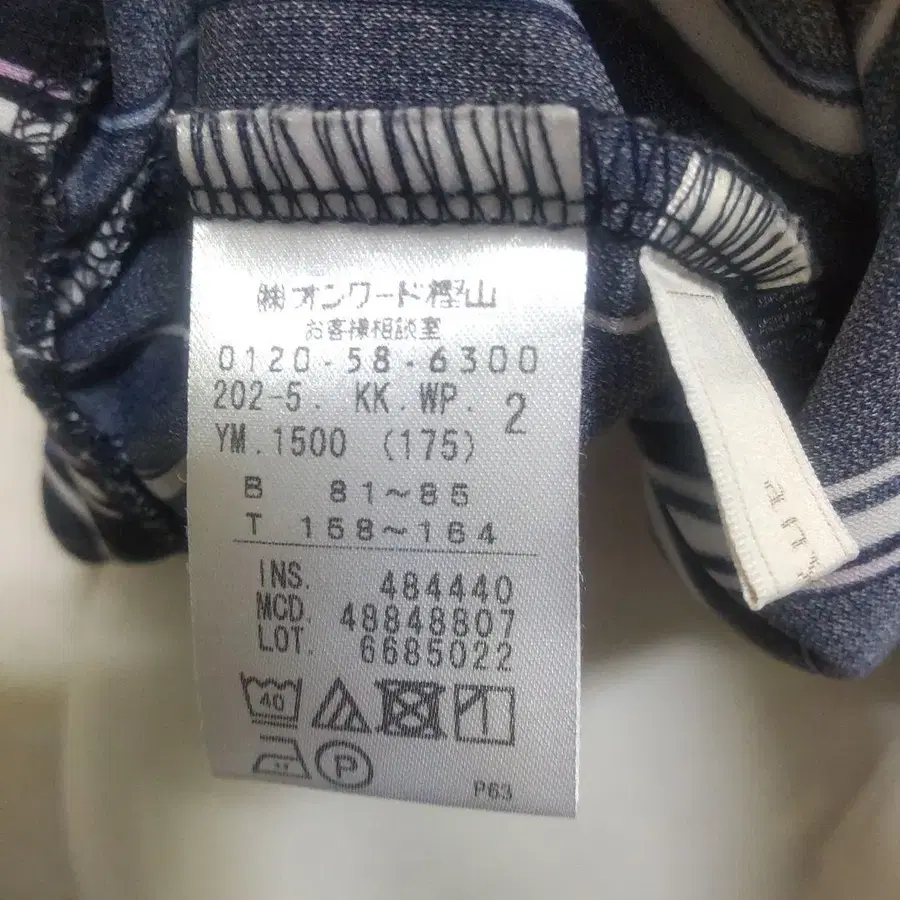 ㈱オンワード樫山
お客様相談室
0120-58-6300
202-5. KK.WP. 2
YM.1500 (175)
B 81～85
T 158～164
INS. 484440
MCD. 48848807
LOT. 6685022
40
P
P63